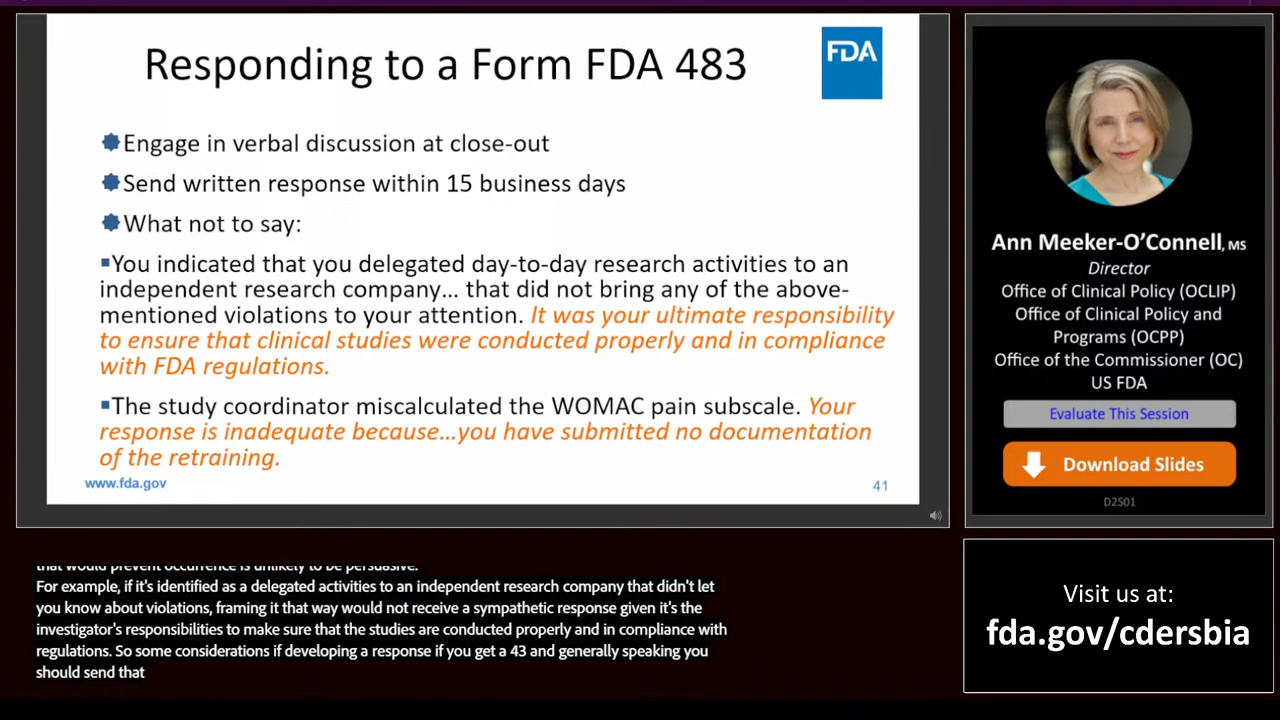 Responding to a Form FDA 483
FDA
Engage in verbal discussion at close-out
Send written response within 15 business days
What not to say:
You indicated that you delegated day-to-day research activities to an
independent research company… that did not bring any of the above-
mentioned violations to your attention. It was your ultimate responsibility
to ensure that clinical studies were conducted properly and in compliance
with FDA regulations.
The study coordinator miscalculated the WOMAC pain subscale. Your
response is inadequate because…you have submitted no documentation
of the retraining.
www.fda.gov
41
Ann Meeker-O’Connell, MS
Director
Office of Clinical Policy (OCLIP)
Office of Clinical Policy and
Programs (OCPP)
Office of the Commissioner (OC)
US FDA
Evaluate This Session
Download Slides
D2S01
that would prevent occurrence is unlikely to be persuasive.
For example, if it's identified as a delegated activities to an independent research company that didn't let
you know about violations, framing it that way would not receive a sympathetic response given it's the
investigator's responsibilities to make sure that the studies are conducted properly and in compliance with
regulations. So some considerations if developing a response if you get a 43 and generally speaking you
should send that
Visit us at:
fda.gov/cdersbia